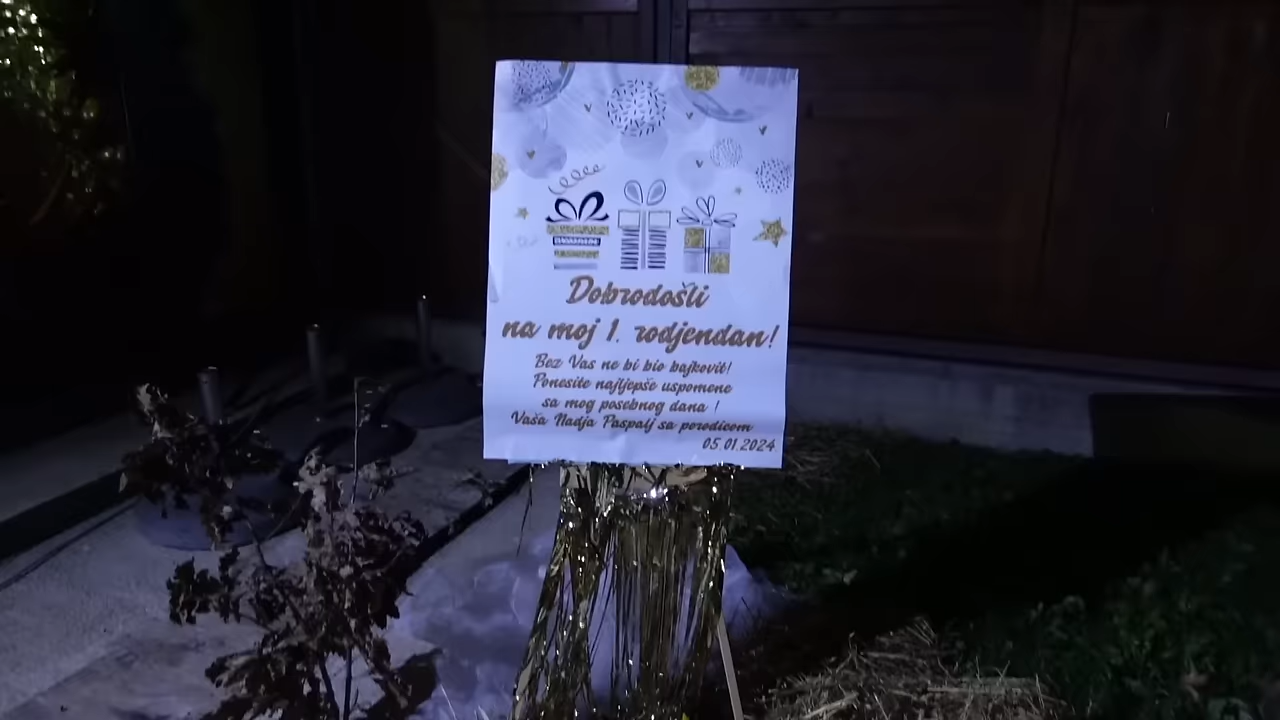 Dobrodošli
na moj 1. rodjendan!
Bez Vas ne bi bio bajkovit!
Ponesite najljepše uspomene
sa mog posebnog dana !
Vaša Nadja Paspalj sa porodicom
05.01.2024